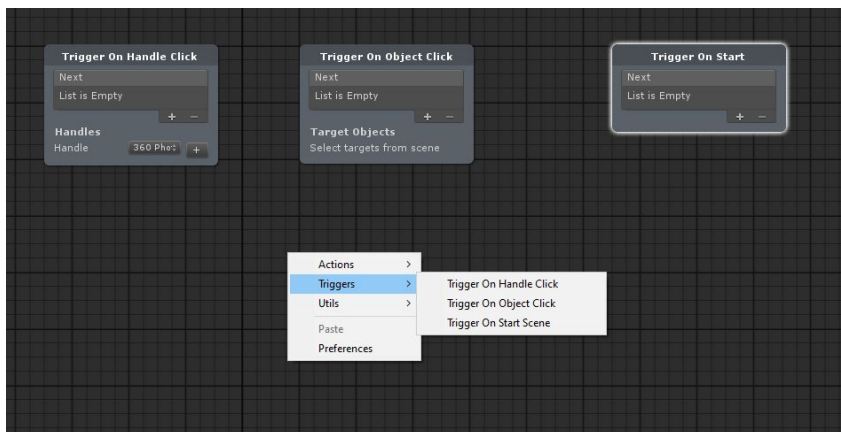 Trigger On Handle Click
Next
List is Empty
+ -
Handles
Handle 360 Phot +
Trigger On Object Click
Next
List is Empty
+ -
Target Objects
Select targets from scene
Trigger On Start
Next
List is Empty
+ -
Actions >
Triggers >
Utils >
Paste
Preferences
Trigger On Handle Click
Trigger On Object Click
Trigger On Start Scene